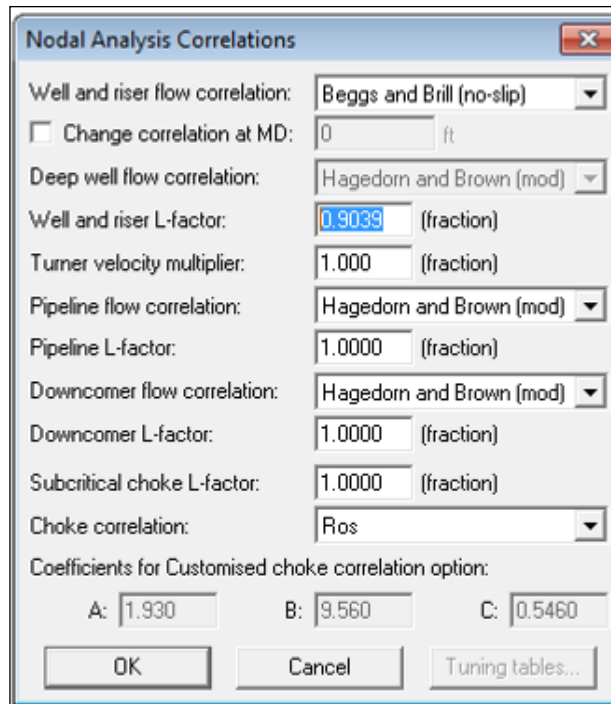 Nodal Analysis Correlations
Well and riser flow correlation: Beggs and Brill (no-slip)
Change correlation at MD: 0 ft
Deep well flow correlation: Hagedorn and Brown (mod)
Well and riser L-factor: 0.9039 (fraction)
Turner velocity multiplier: 1.000 (fraction)
Pipeline flow correlation: Hagedorn and Brown (mod)
Pipeline L-factor: 1.0000 (fraction)
Downcomer flow correlation: Hagedorn and Brown (mod)
Downcomer L-factor: 1.0000 (fraction)
Subcritical choke L-factor: 1.0000 (fraction)
Choke correlation: Ros
Coefficients for Customised choke correlation option:
A: 1.930 B: 9.560 C: 0.5460
OK Cancel Tuning tables...